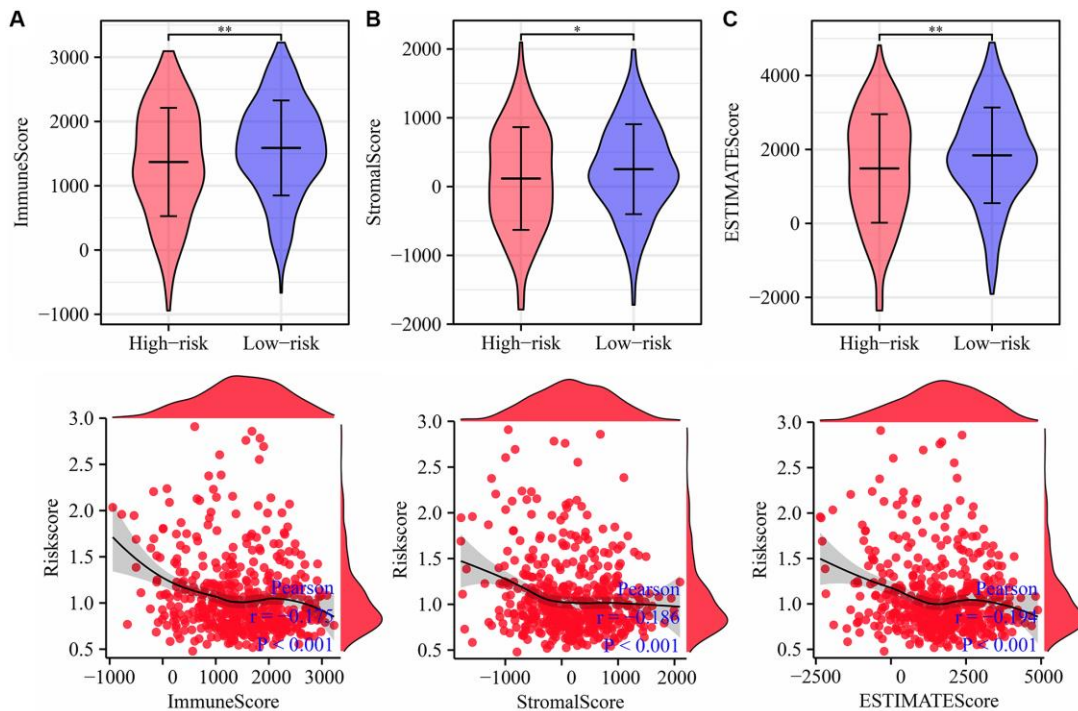 A
**
ImmuneScore
3000
2000
1000
0
−1000
High−risk
Low−risk
B
*
StromalScore
2000
1000
0
−1000
−2000
High−risk
Low−risk
C
**
ESTIMATEScore
4000
2000
0
−2000
High−risk
Low−risk
Riskscore
3.0
2.5
2.0
1.5
1.0
0.5
Pearson
r = −0.175
P < 0.001
−1000 0 1000 2000 3000
ImmuneScore
Riskscore
3.0
2.5
2.0
1.5
1.0
0.5
Pearson
r = −0.186
P < 0.001
−1000 0 1000 2000
StromalScore
Riskscore
3.0
2.5
2.0
1.5
1.0
0.5
Pearson
r = −0.194
P < 0.001
−2500 0 2500 5000
ESTIMATEScore